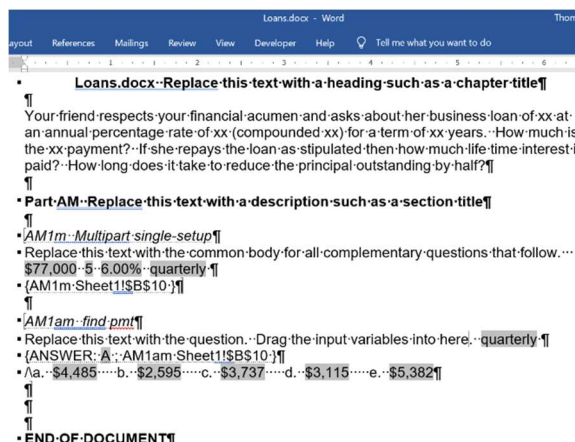 Loans.docx - Word Thom
ayout References Mailings Review View Developer Help Tell me what you want to do
1 2 3 4 5 6
Loans.docx··Replace·this·text·with·a·heading·such·as·a·chapter·title¶
¶
Your·friend·respects·your·financial·acumen·and·asks·about·her·business·loan·of·xx·at·
an·annual·percentage·rate·of·xx·(compounded·xx)·for·a·term·of·xx·years.··How·much·is
the·xx·payment?··If·she·repays·the·loan·as·stipulated·then·how·much·life·time·interest·i
paid?··How·long·does·it·take·to·reduce·the·principal·outstanding·by·half?¶
¶
Part·AM··Replace·this·text·with·a·description·such·as·a·section·title¶
¶
AM1m··Multipart·single-setup¶
Replace·this·text·with·the·common·body·for·all·complementary·questions·that·follow.···
$77,000··5··6.00%··quarterly·¶
{AM1m·Sheet1!$B$10·}¶
¶
AM1am··find·pmt¶
Replace·this·text·with·the·question.··Drag·the·input·variables·into·here.··quarterly·¶
{ANSWER:·A·;·AM1am·Sheet1!$B$10·}¶
/\a.··$4,485·····b.··$2,595·····c.··$3,737·····d.··$3,115·····e.··$5,382¶
¶
¶
¶
END·OF·DOCUMENT¶